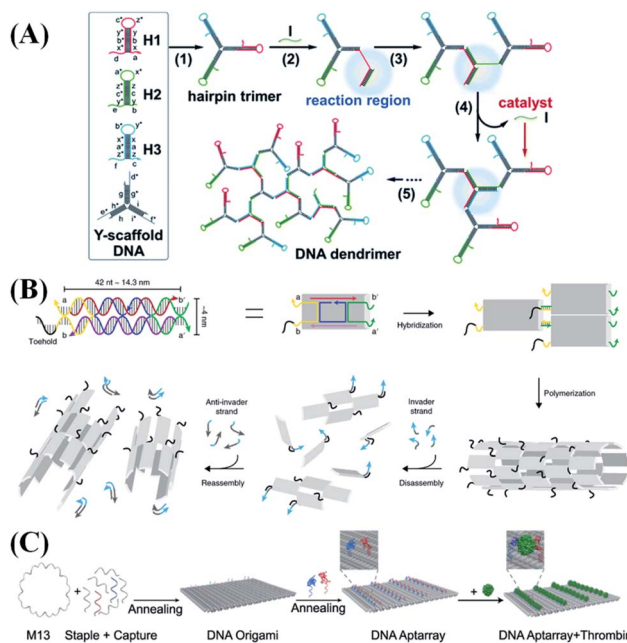 (A)
c* z*
y b* y* b
x* x
d a
H1
a* x*
z c* z* c
y* y
e b
H2
b* y*
x a* x* a
z* z
f c
H3
d*
g g*
e* h* h i i* f*
Y-scaffold
DNA
(1)
hairpin trimer
I
(2)
reaction region
(3)
(4)
catalyst
I
(5)
DNA dendrimer
(B)
42 nt ~ 14.3 nm
a b'
b a'
~4 nm
Toehold
=
a b'
b a'
Hybridization
Polymerization
Invader
strand
Disassembly
Anti-invader
strand
Reassembly
(C)
M13
+
Staple + Capture
Annealing
DNA Origami
Annealing
DNA Aptarray
+
DNA Aptarray+Thrombin